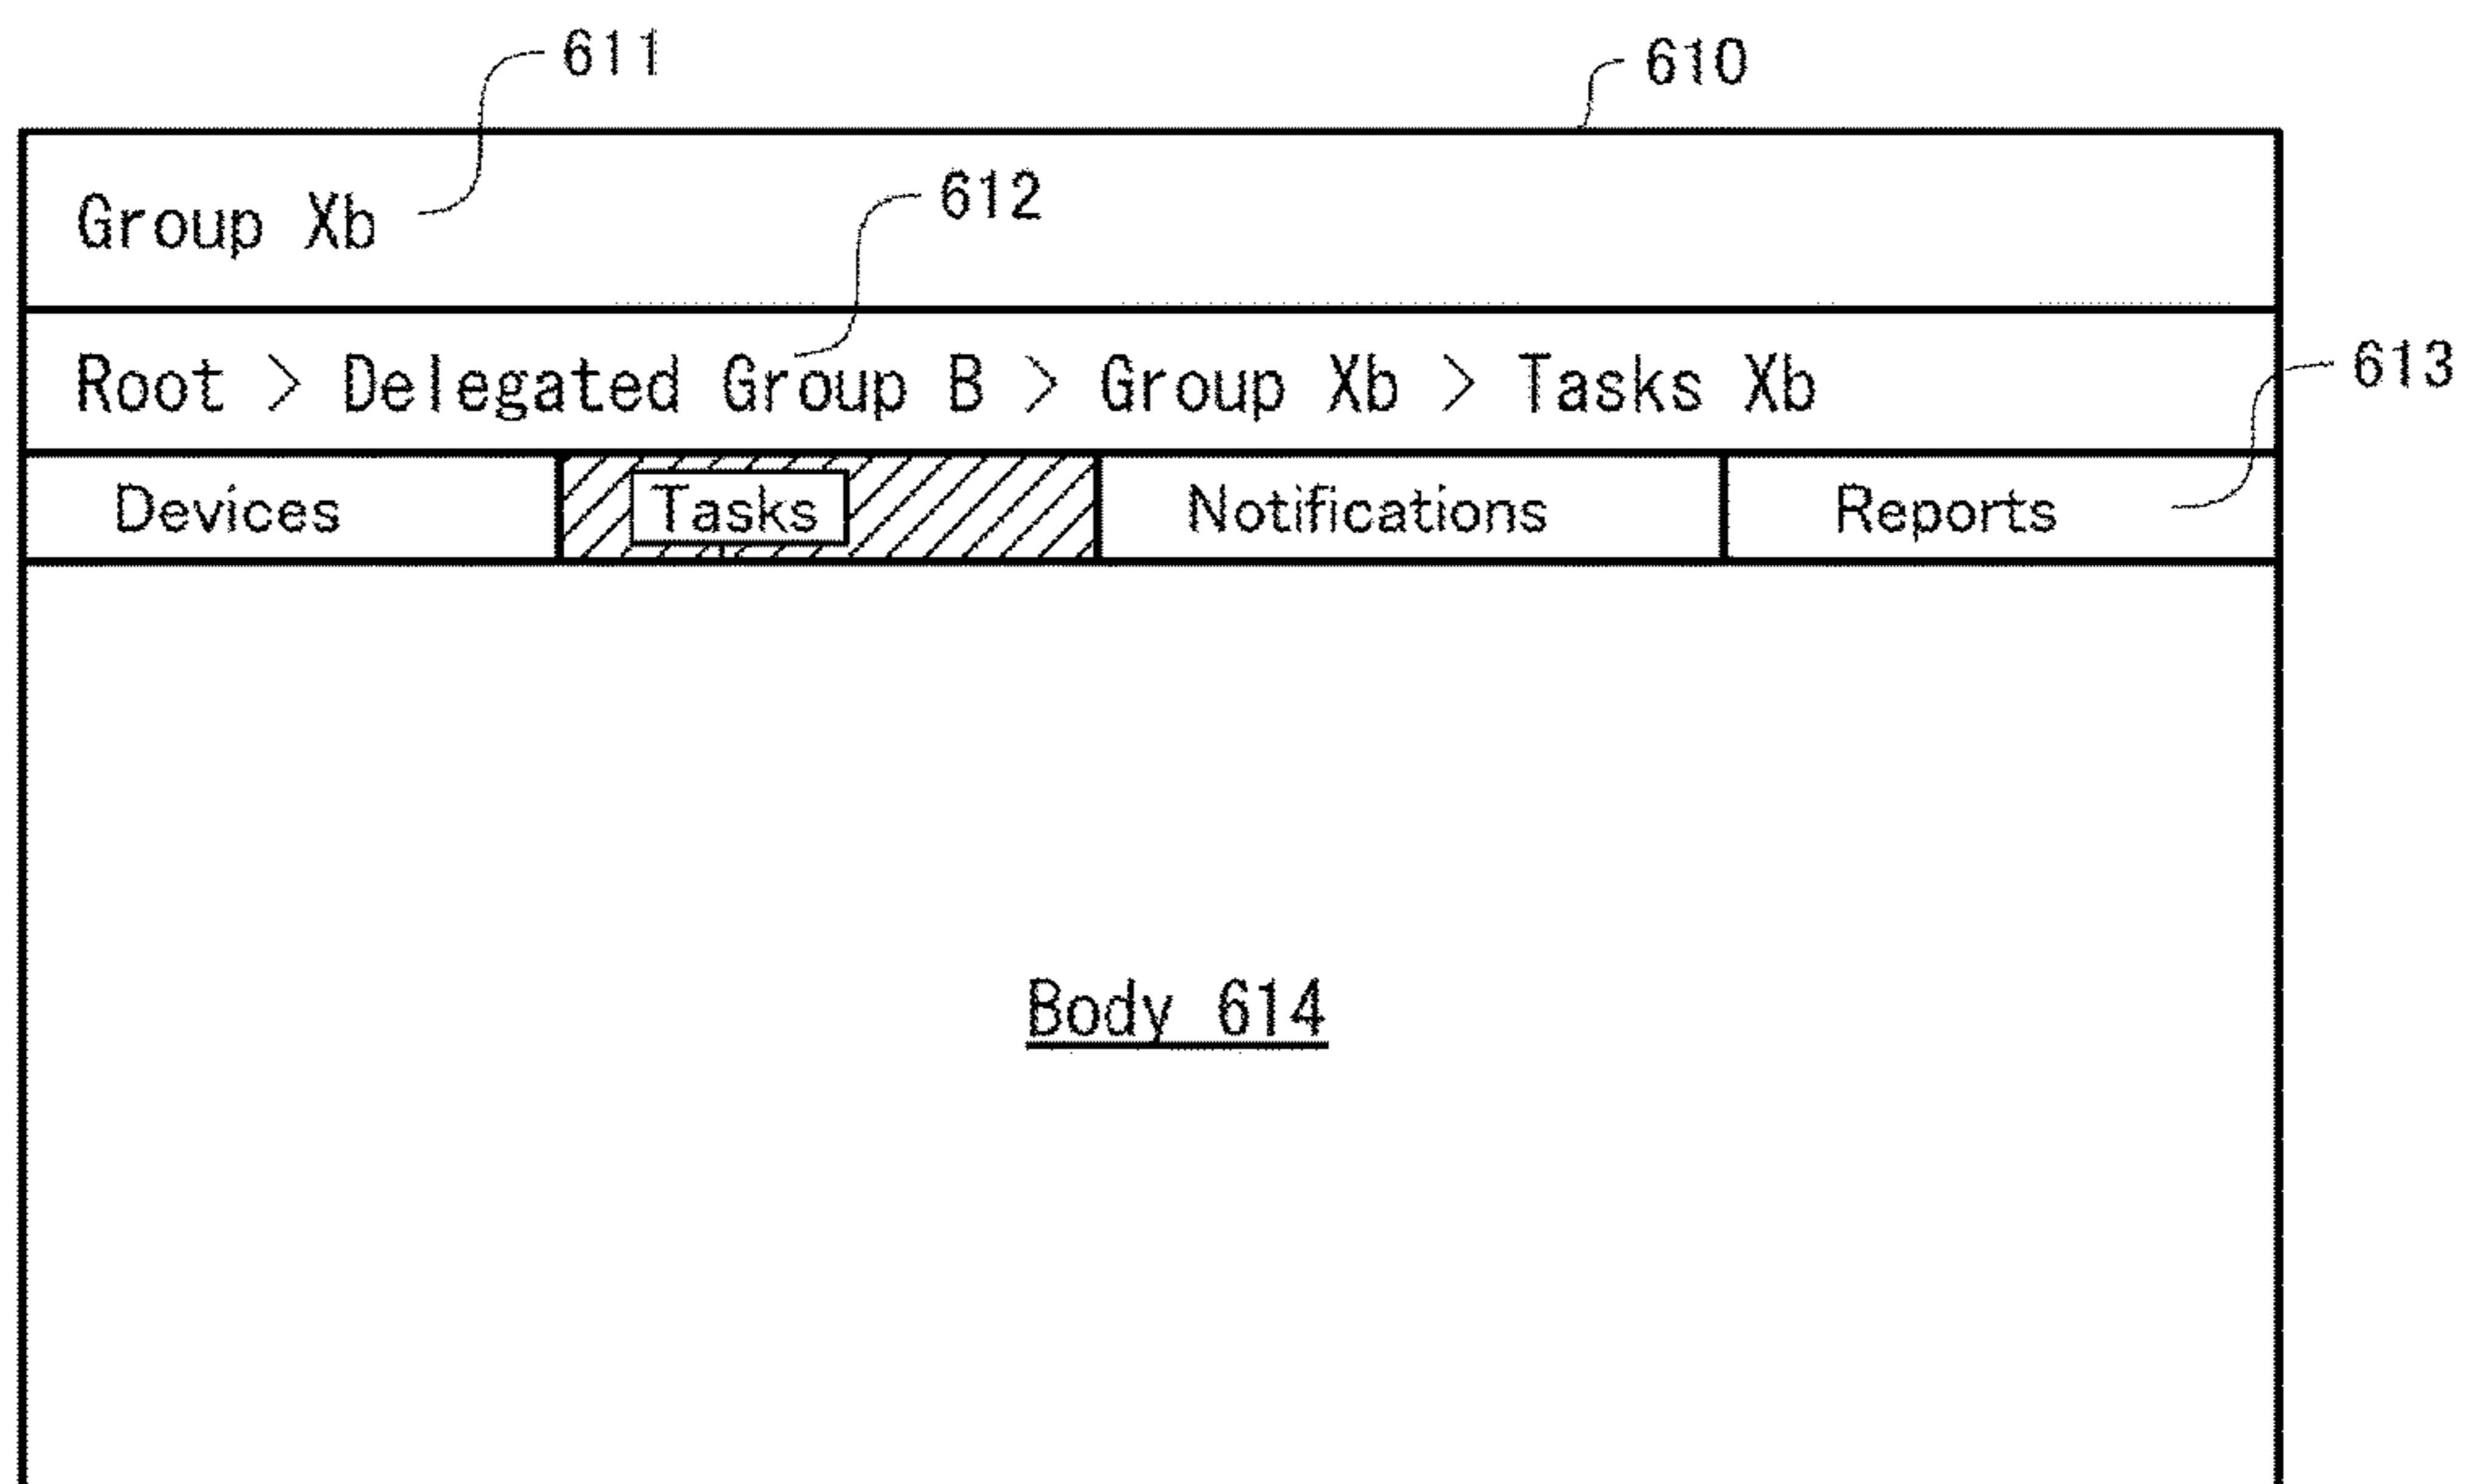 611
610
Group Xb
612
Root > Delegated Group B > Group Xb > Tasks Xb
613
Devices Tasks Notifications Reports
Body 614